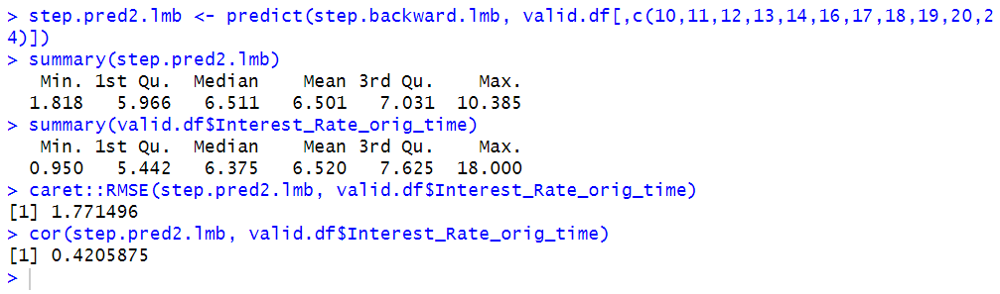 > step.pred2.lmb <- predict(step.backward.lmb, valid.df[,c(10,11,12,13,14,16,17,18,19,20,2
4)])
> summary(step.pred2.lmb)
   Min. 1st Qu.  Median    Mean 3rd Qu.    Max.
  1.818   5.966   6.511   6.501   7.031  10.385
> summary(valid.df$Interest_Rate_orig_time)
   Min. 1st Qu.  Median    Mean 3rd Qu.    Max.
  0.950   5.442   6.375   6.520   7.625  18.000
> caret::RMSE(step.pred2.lmb, valid.df$Interest_Rate_orig_time)
[1] 1.771496
> cor(step.pred2.lmb, valid.df$Interest_Rate_orig_time)
[1] 0.4205875
>